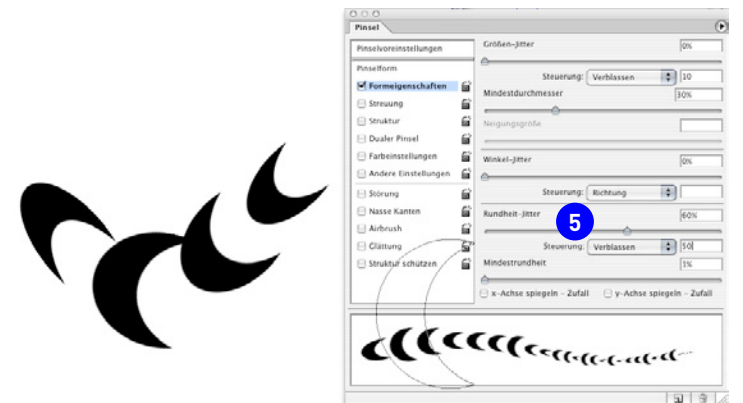 Pinsel
Pinselvoreinstellungen
Pinselform
Formeigenschaften
Streuung
Struktur
Dualer Pinsel
Farbeinstellungen
Andere Einstellungen
Störung
Nasse Kanten
Airbrush
Glättung
Struktur schützen
Größen-Jitter 0%
Steuerung: Verblassen 10
Mindestdurchmesser 30%
Neigungsgröße
Winkel-Jitter 0%
Steuerung: Richtung
Rundheit-Jitter 60%
5
Steuerung: Verblassen 50
Mindestrundheit 1%
x-Achse spiegeln - Zufall y-Achse spiegeln - Zufall